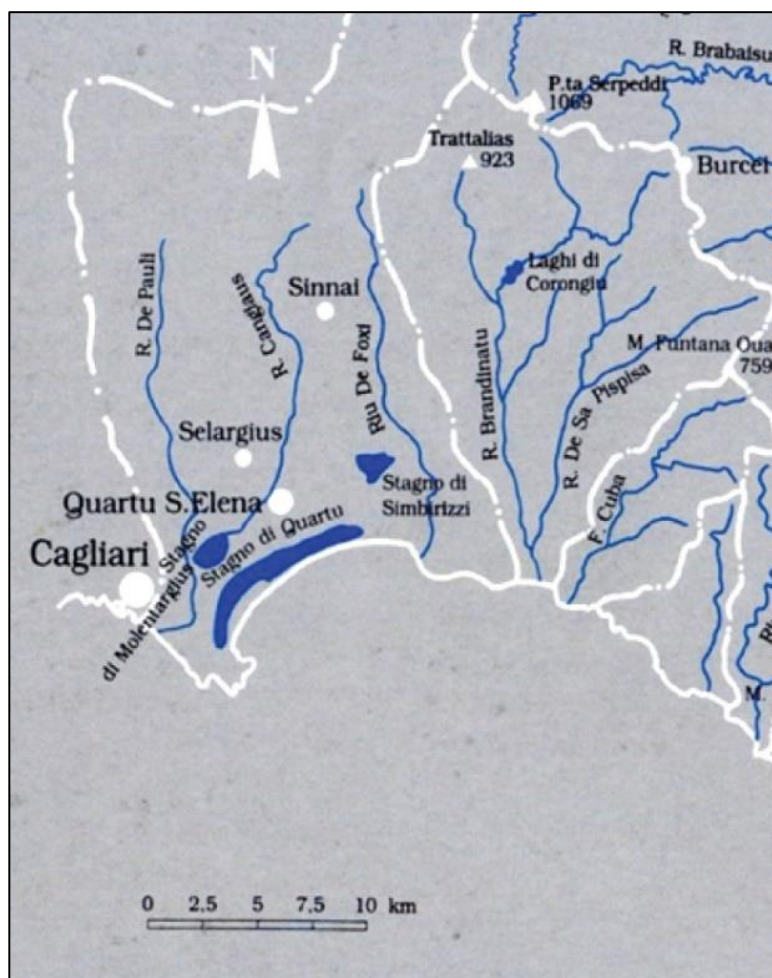 R. Brabaisu
P.ta Serpeddi
1069
N
Trattalias
923
Burcei
R. De Pauli
R. Cangiaus
Sinnai
Riu De Foxi
Laghi di
Corongiu
R. Brandinatu
M. Funtana Qua
759
R. De Sa Pispisa
Selargius
Quartu S.Elena
Stagno di
Simbirizzi
F. Cuba
Cagliari
Stagno
di Molentargius
Stagno di Quartu
M.
0 2,5 5 7,5 10 km